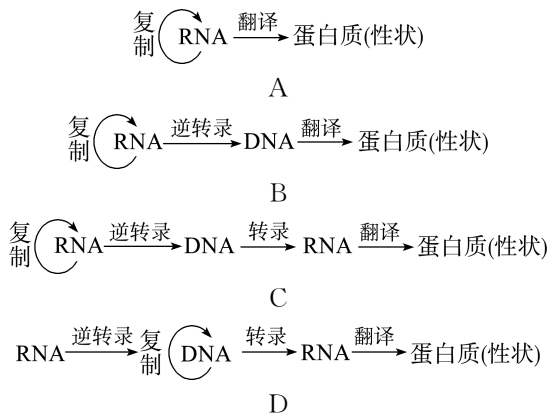 复制 RNA 翻译 蛋白质(性状)
A
复制 RNA 逆转录 DNA 翻译 蛋白质(性状)
B
复制 RNA 逆转录 DNA 转录 RNA 翻译 蛋白质(性状)
C
RNA 逆转录 复制 DNA 转录 RNA 翻译 蛋白质(性状)
D